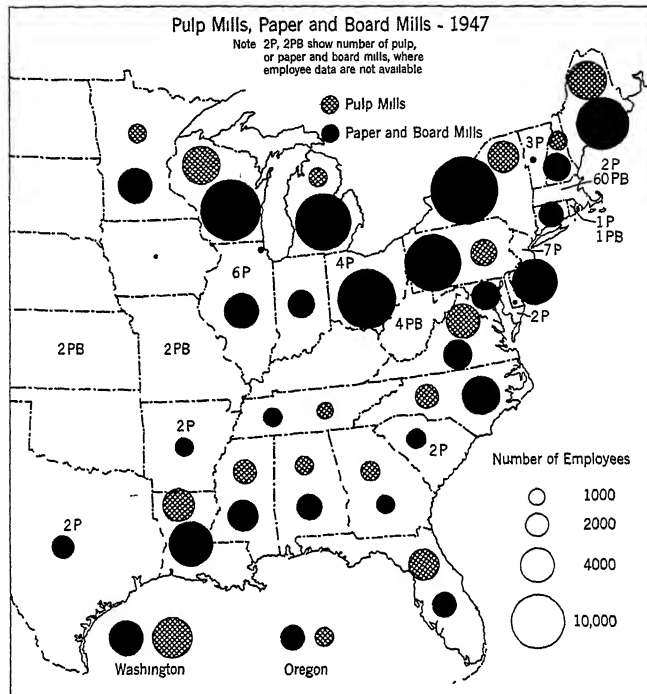 Pulp Mills, Paper and Board Mills - 1947
Note 2P, 2PB show number of pulp,
or paper and board mills, where
employee data are not available
Pulp Mills
Paper and Board Mills
3P
2P
60PB
1P
1PB
7P
6P
4P
2P
4PB
2PB
2PB
2P
2P
2P
Number of Employees
1000
2000
4000
10,000
Washington
Oregon